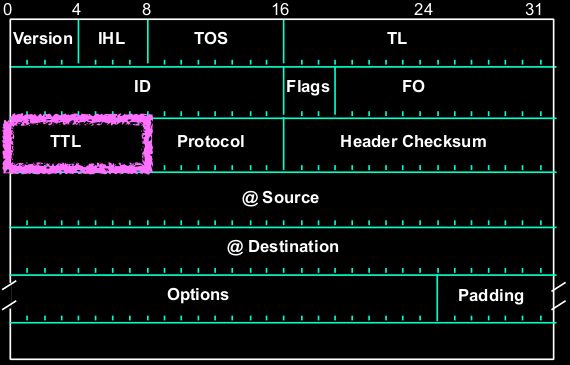 0 4 8 16 24 31
Version IHL TOS TL
ID Flags FO
TTL Protocol Header Checksum
@ Source
@ Destination
Options Padding